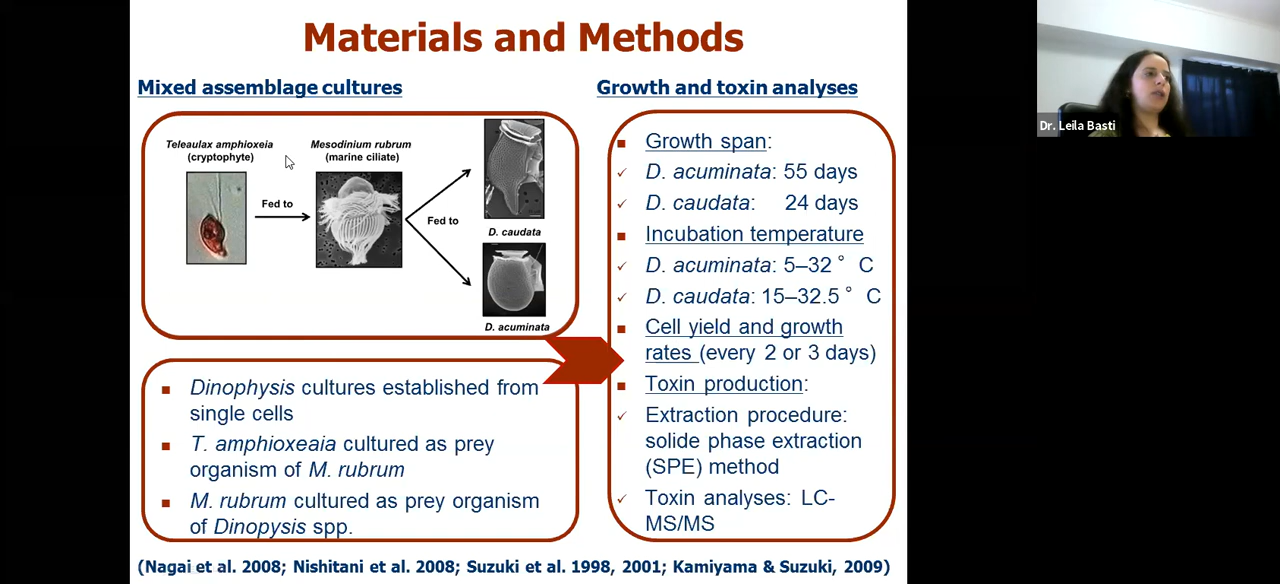 Materials and Methods
Mixed assemblage cultures
Teleaulax amphioxeia
(cryptophyte)
Fed to
Mesodinium rubrum
(marine ciliate)
Fed to
D. caudata
D. acuminata
Dinophysis cultures established from
single cells
T. amphioxeaia cultured as prey
organism of M. rubrum
M. rubrum cultured as prey organism
of Dinopysis spp.
Growth and toxin analyses
Growth span:
D. acuminata: 55 days
D. caudata: 24 days
Incubation temperature
D. acuminata: 5–32° C
D. caudata: 15–32.5° C
Cell yield and growth
rates (every 2 or 3 days)
Toxin production:
Extraction procedure:
solide phase extraction
(SPE) method
Toxin analyses: LC-
MS/MS
(Nagai et al. 2008; Nishitani et al. 2008; Suzuki et al. 1998, 2001; Kamiyama & Suzuki, 2009)
Dr. Leila Basti